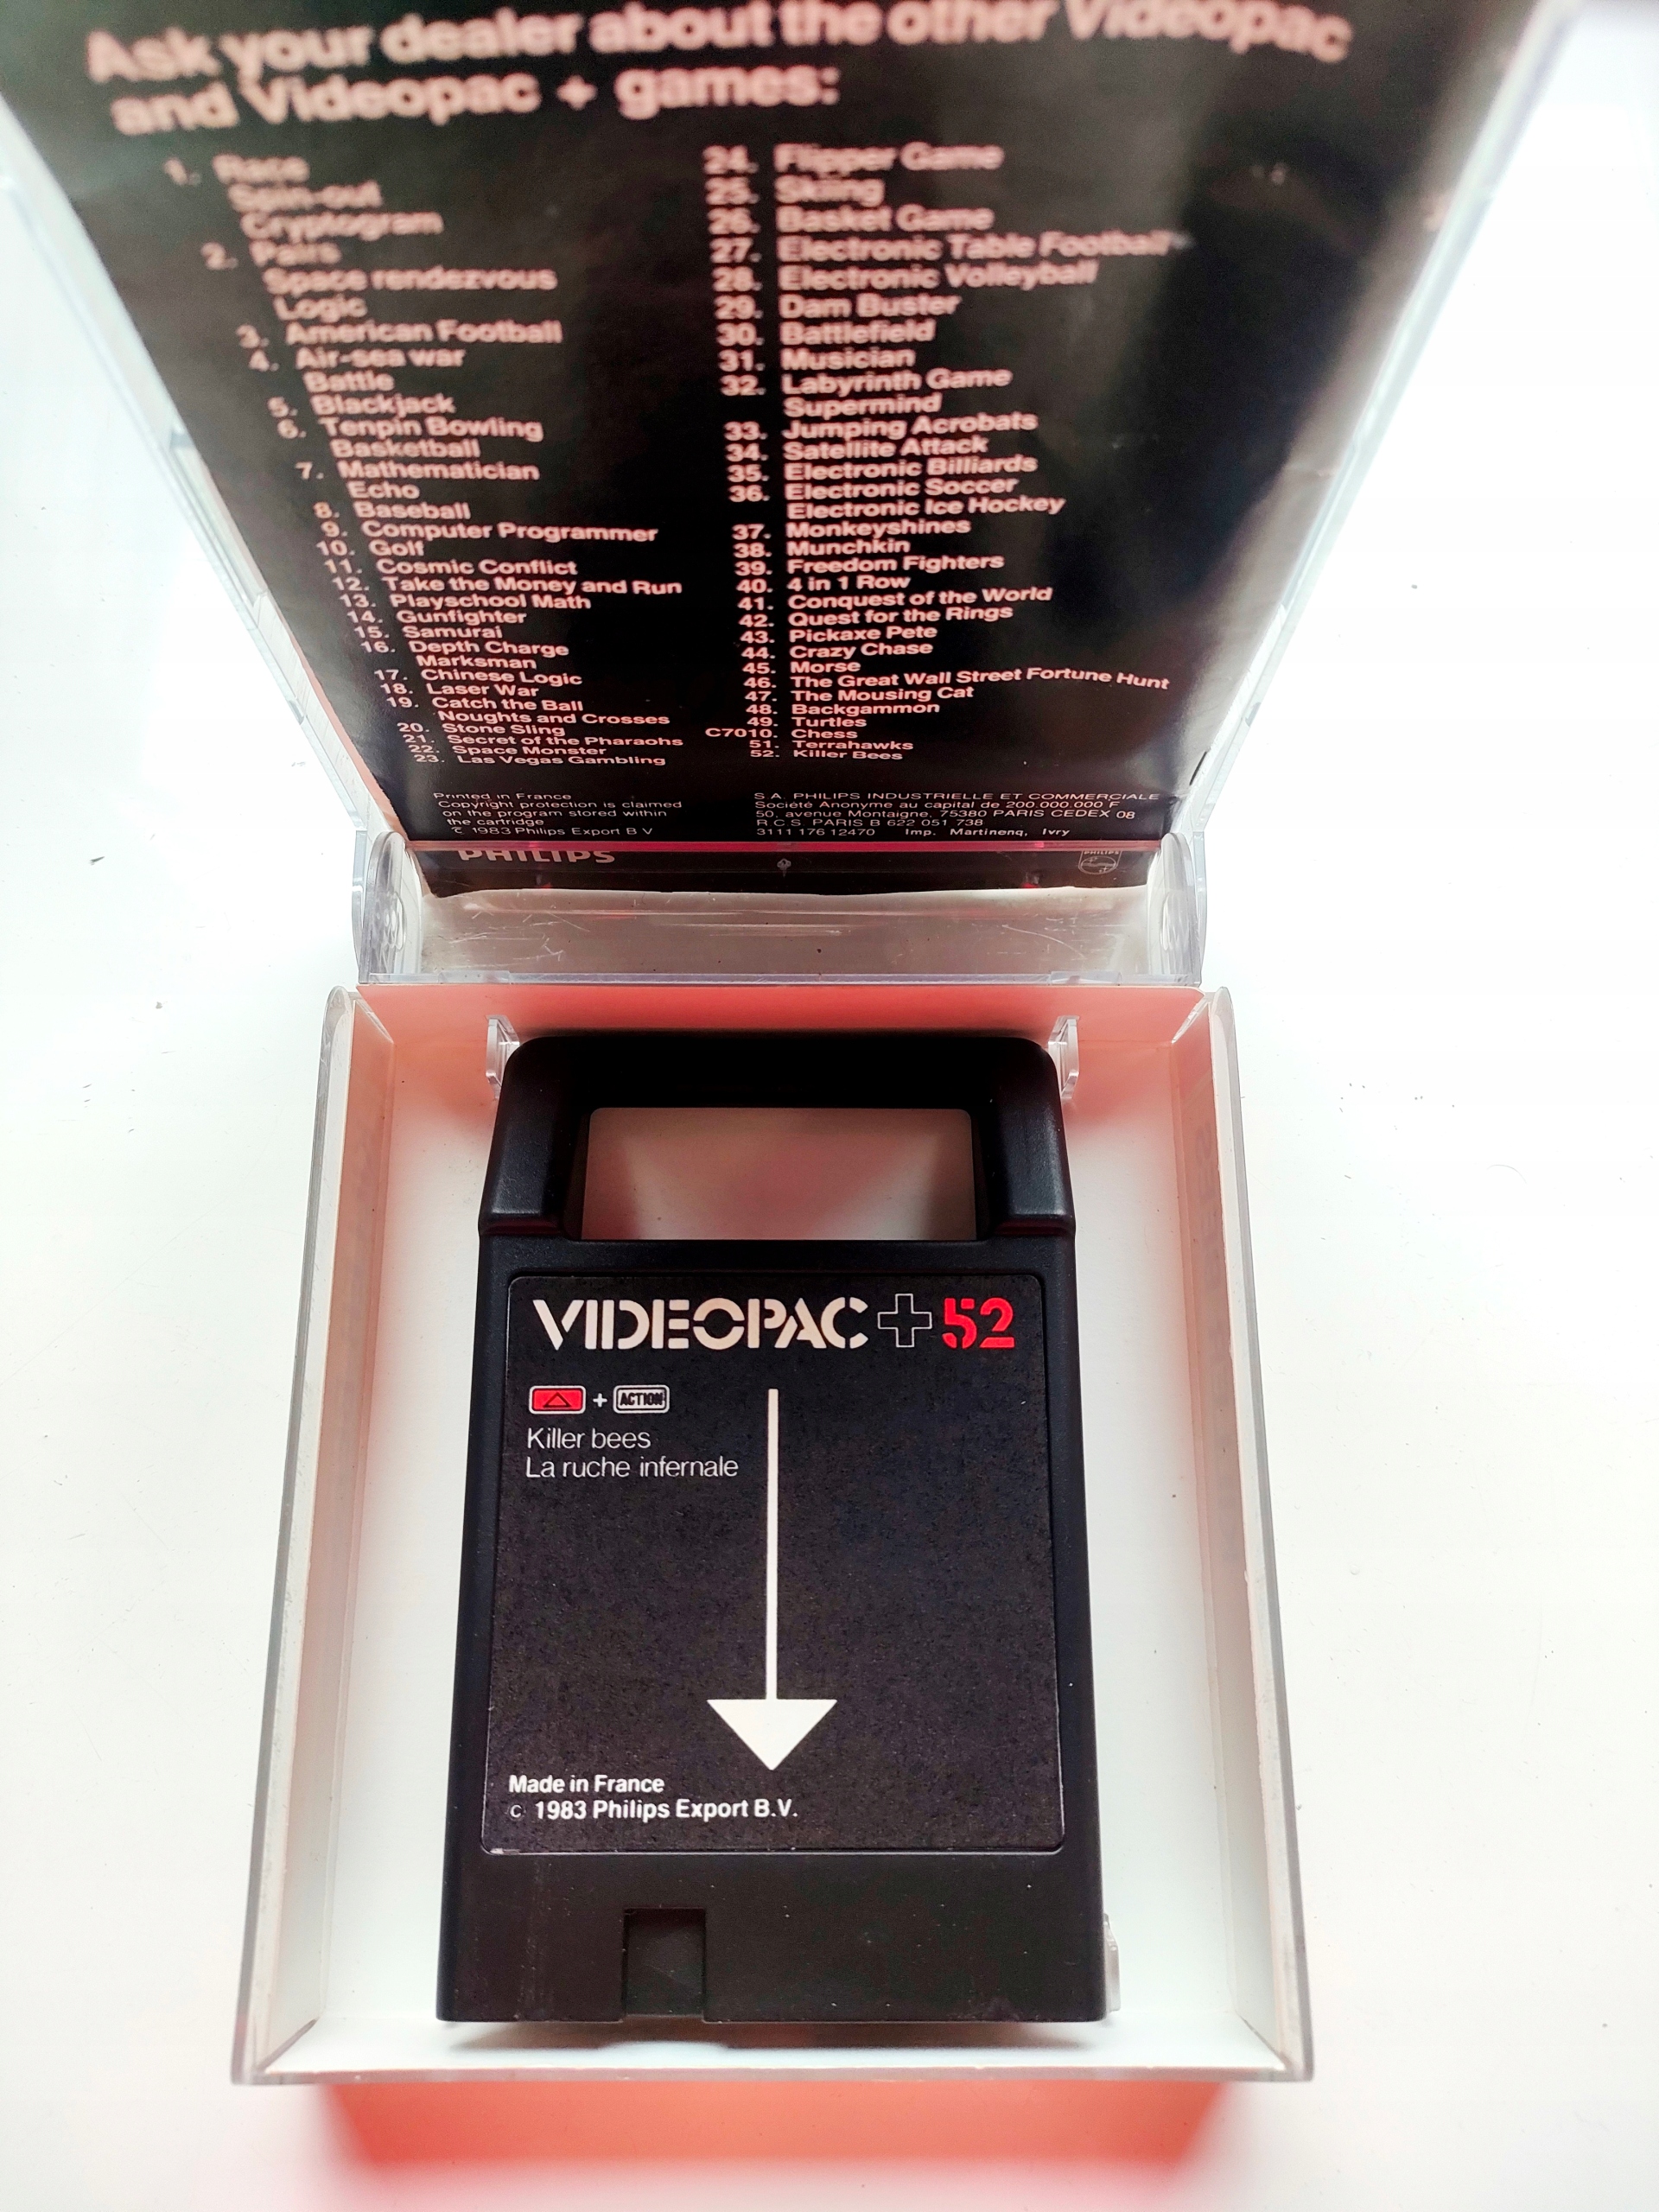 Ask your dealer about the other Videopac
and Videopac + games:
1. Race
Spin-out
Cryptogram
2. Pairs
Space rendezvous
Logic
3. American Football
4. Air-sea war
Battle
5. Blackjack
6. Tenpin Bowling
Basketball
7. Mathematician
Echo
8. Baseball
9. Computer Programmer
10. Golf
11. Cosmic Conflict
12. Take the Money and Run
13. Playschool Math
14. Gunfighter
15. Samurai
16. Depth Charge
Marksman
17. Chinese Logic
18. Laser War
19. Catch the Ball
Noughts and Crosses
20. Stone Sling
21. Secret of the Pharaohs
22. Space Monster
23. Las Vegas Gambling
24. Flipper Game
25. Skiing
26. Basket Game
27. Electronic Table Football
28. Electronic Volleyball
29. Dam Buster
30. Battlefield
31. Musician
32. Labyrinth Game
Supermind
33. Jumping Acrobats
34. Satellite Attack
35. Electronic Billiards
36. Electronic Soccer
Electronic Ice Hockey
37. Monkeyshines
38. Munchkin
39. Freedom Fighters
40. 4 in 1 Row
41. Conquest of the World
42. Quest for the Rings
43. Pickaxe Pete
44. Crazy Chase
45. Morse
46. The Great Wall Street Fortune Hunt
47. The Mousing Cat
48. Backgammon
49. Turtles
C7010. Chess
51. Terrahawks
52. Killer Bees
Printed in France
Copyright protection is claimed
on the program stored within
the cartridge
© 1983 Philips Export B V
S.A. PHILIPS INDUSTRIELLE ET COMMERCIALE
Société Anonyme au capital de 200.000.000 F
50, avenue Montaigne, 75380 PARIS CEDEX 08
R.C.S. PARIS B 622 051 738
3111 176 12470 Imp. Martinenq, Ivry
PHILIPS
PHILIPS
VIDEOPAC + 52
+ ACTION
Killer bees
La ruche infernale
Made in France
© 1983 Philips Export B.V.